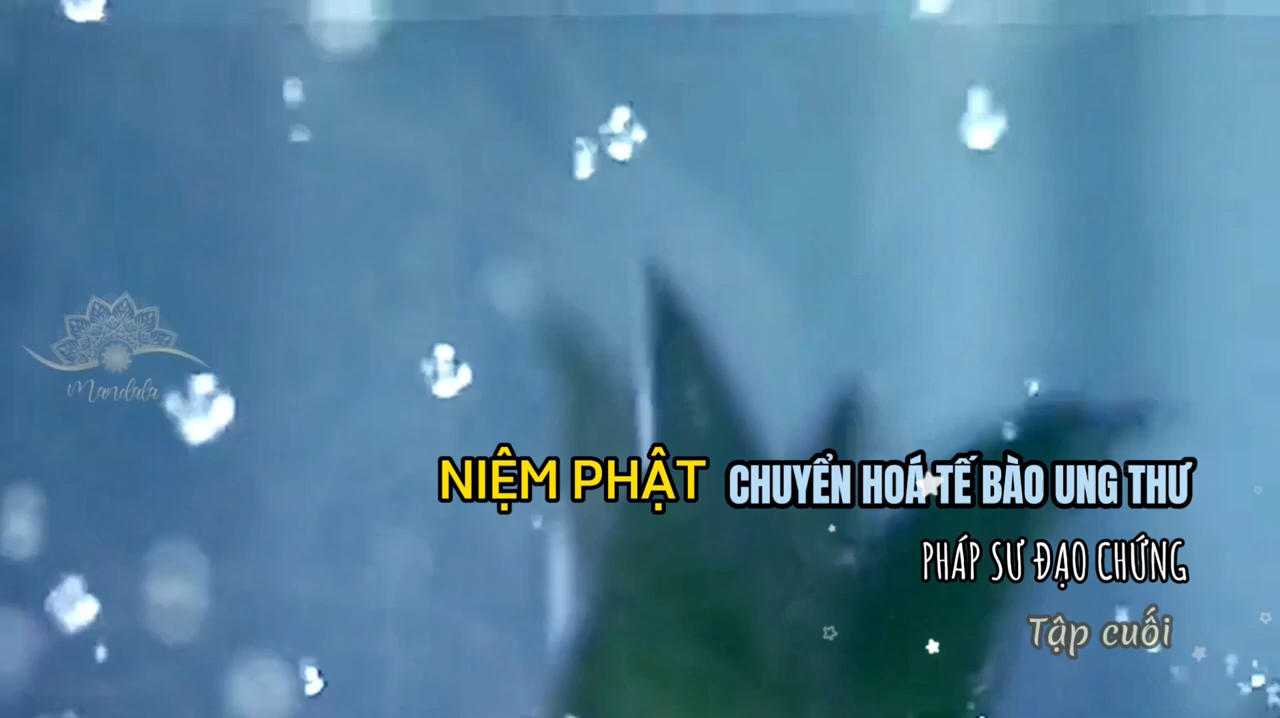 Mandala
NIỆM PHẬT CHUYỂN HOÁ TẾ BÀO UNG THƯ
PHÁP SƯ ĐẠO CHỨNG
Tập cuối